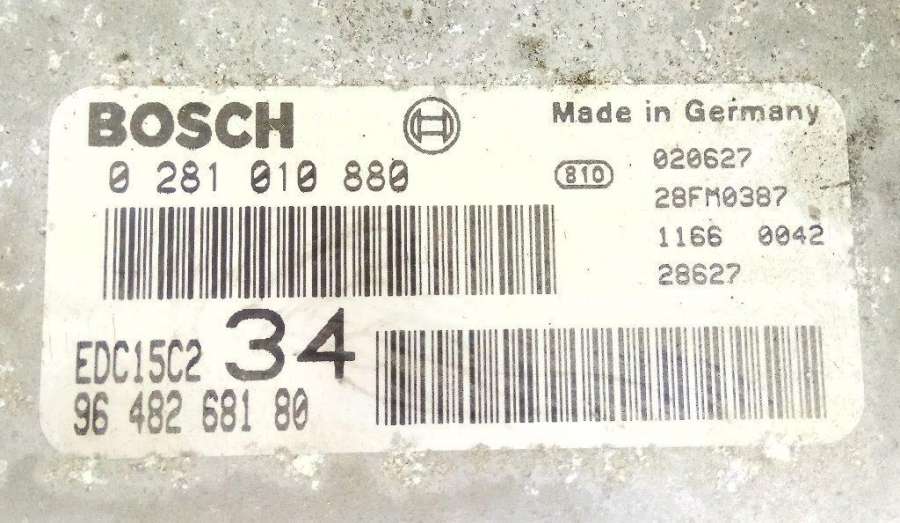 BOSCH
Made in Germany
0 281 010 880
810
020627
28FM0387
1166 0042
28627
34
EDC15C2
96 482 681 80